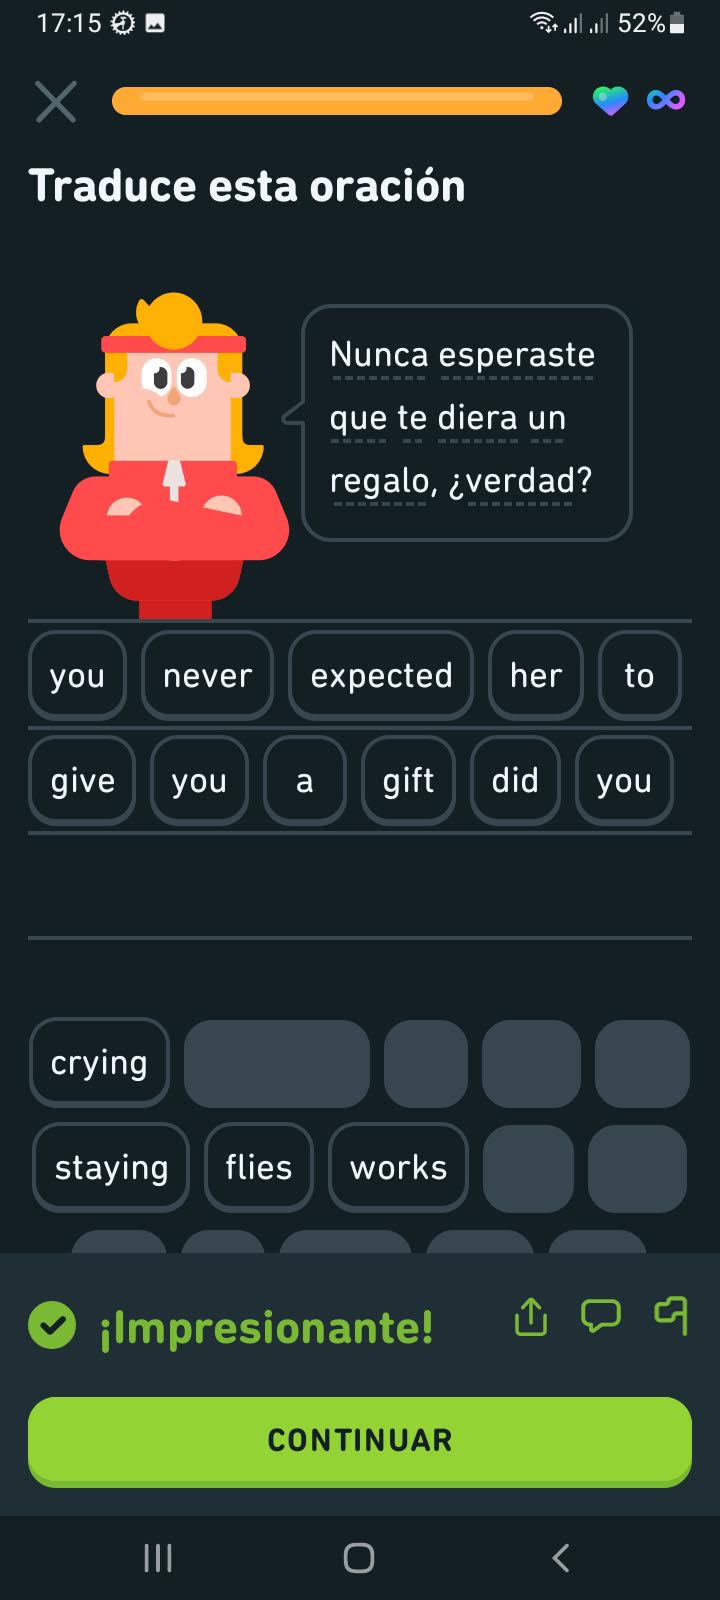 17:15 52%
Traduce esta oración
Nunca esperaste
que te diera un
regalo, ¿verdad?
you never expected her to
give you a gift did you
crying
staying flies works
¡Impresionante!
CONTINUAR